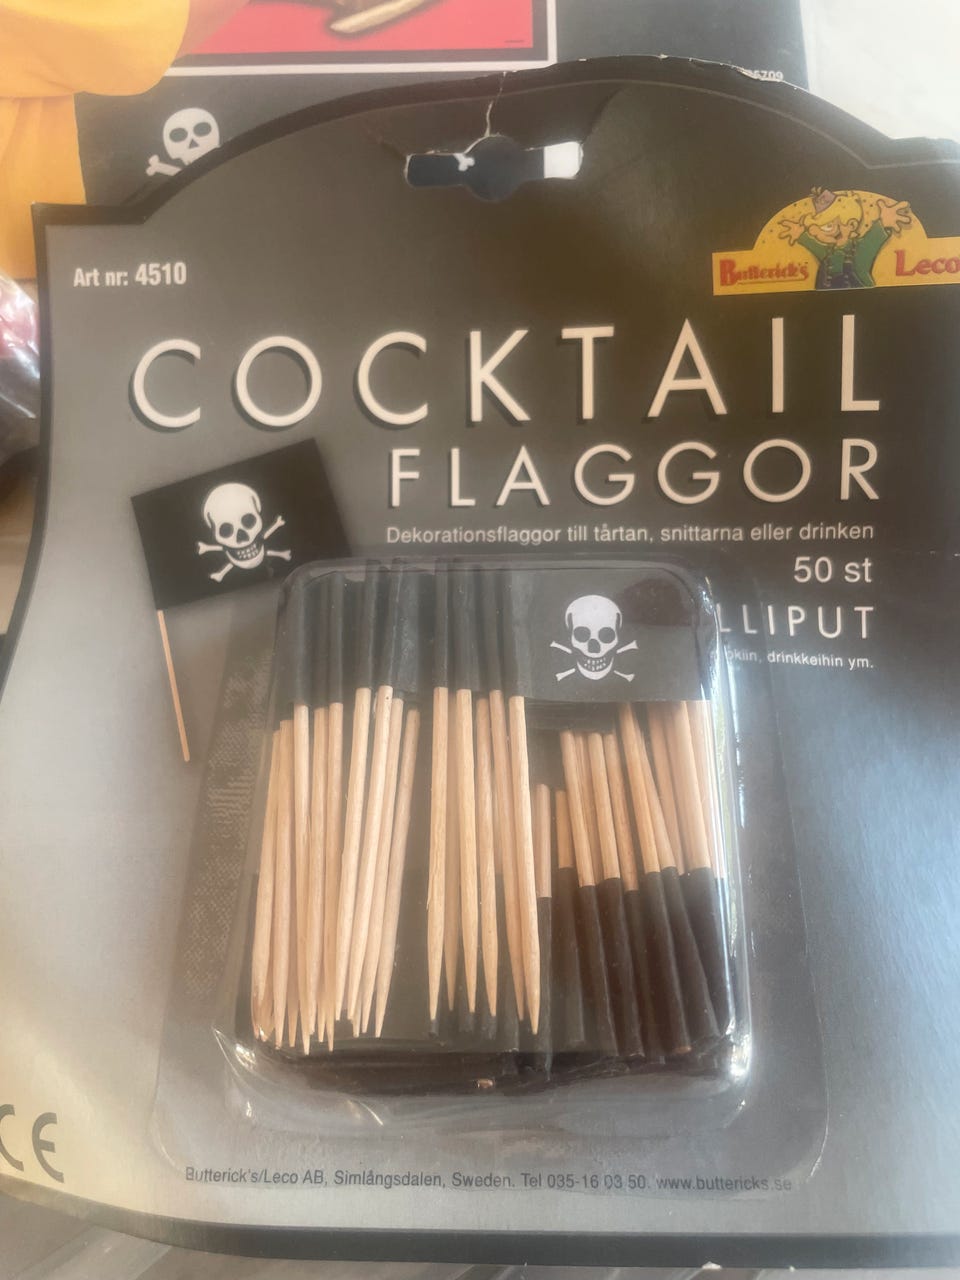 Art nr: 4510
Butterick's Leco
COCKTAIL
FLAGGOR
Dekorationsflaggor till tårtan, snittarna eller drinken
50 st
LLIPUT
drinkkeihin ym.
CE
Butterick's/Leco AB, Simlångsdalen, Sweden. Tel 035-16 03 50. www.buttericks.se